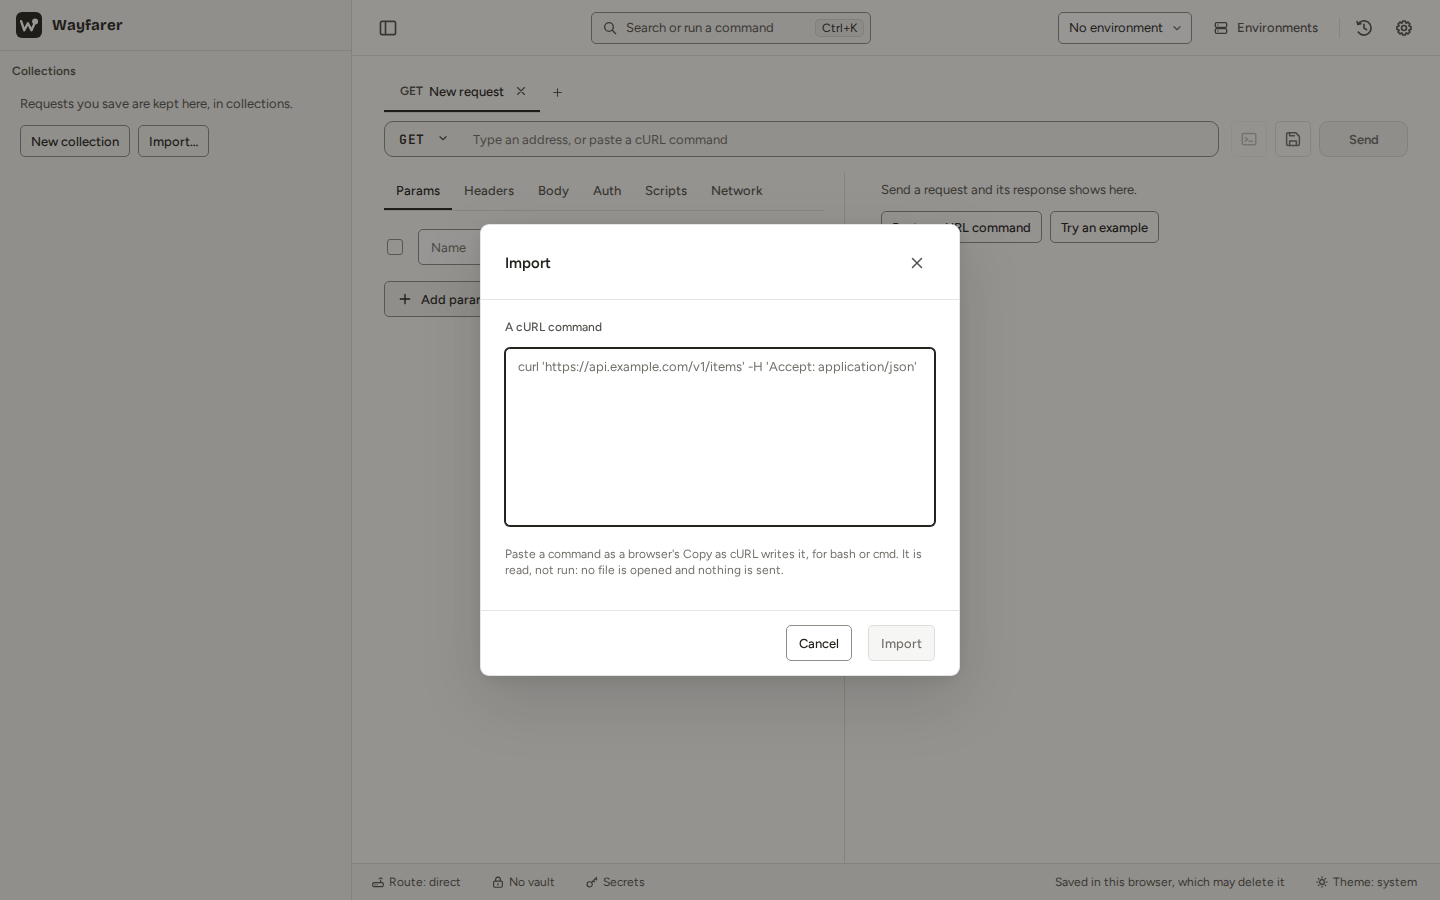 Wayfarer
Search or run a command
Ctrl+K
No environment
Environments
Collections
Requests you save are kept here, in collections.
New collection
Import...
GET New request
GET
Type an address, or paste a cURL command
Send
Params
Headers
Body
Auth
Scripts
Network
Send a request and its response shows here.
RL command
Try an example
Name
Add
Import
A cURL command
curl 'https://api.example.com/v1/items' -H 'Accept: application/json'
Paste a command as a browser's Copy as cURL writes it, for bash or cmd. It is
read, not run: no file is opened and nothing is sent.
Cancel
Import
Route: direct
No vault
Secrets
Saved in this browser, which may delete it
Theme: system